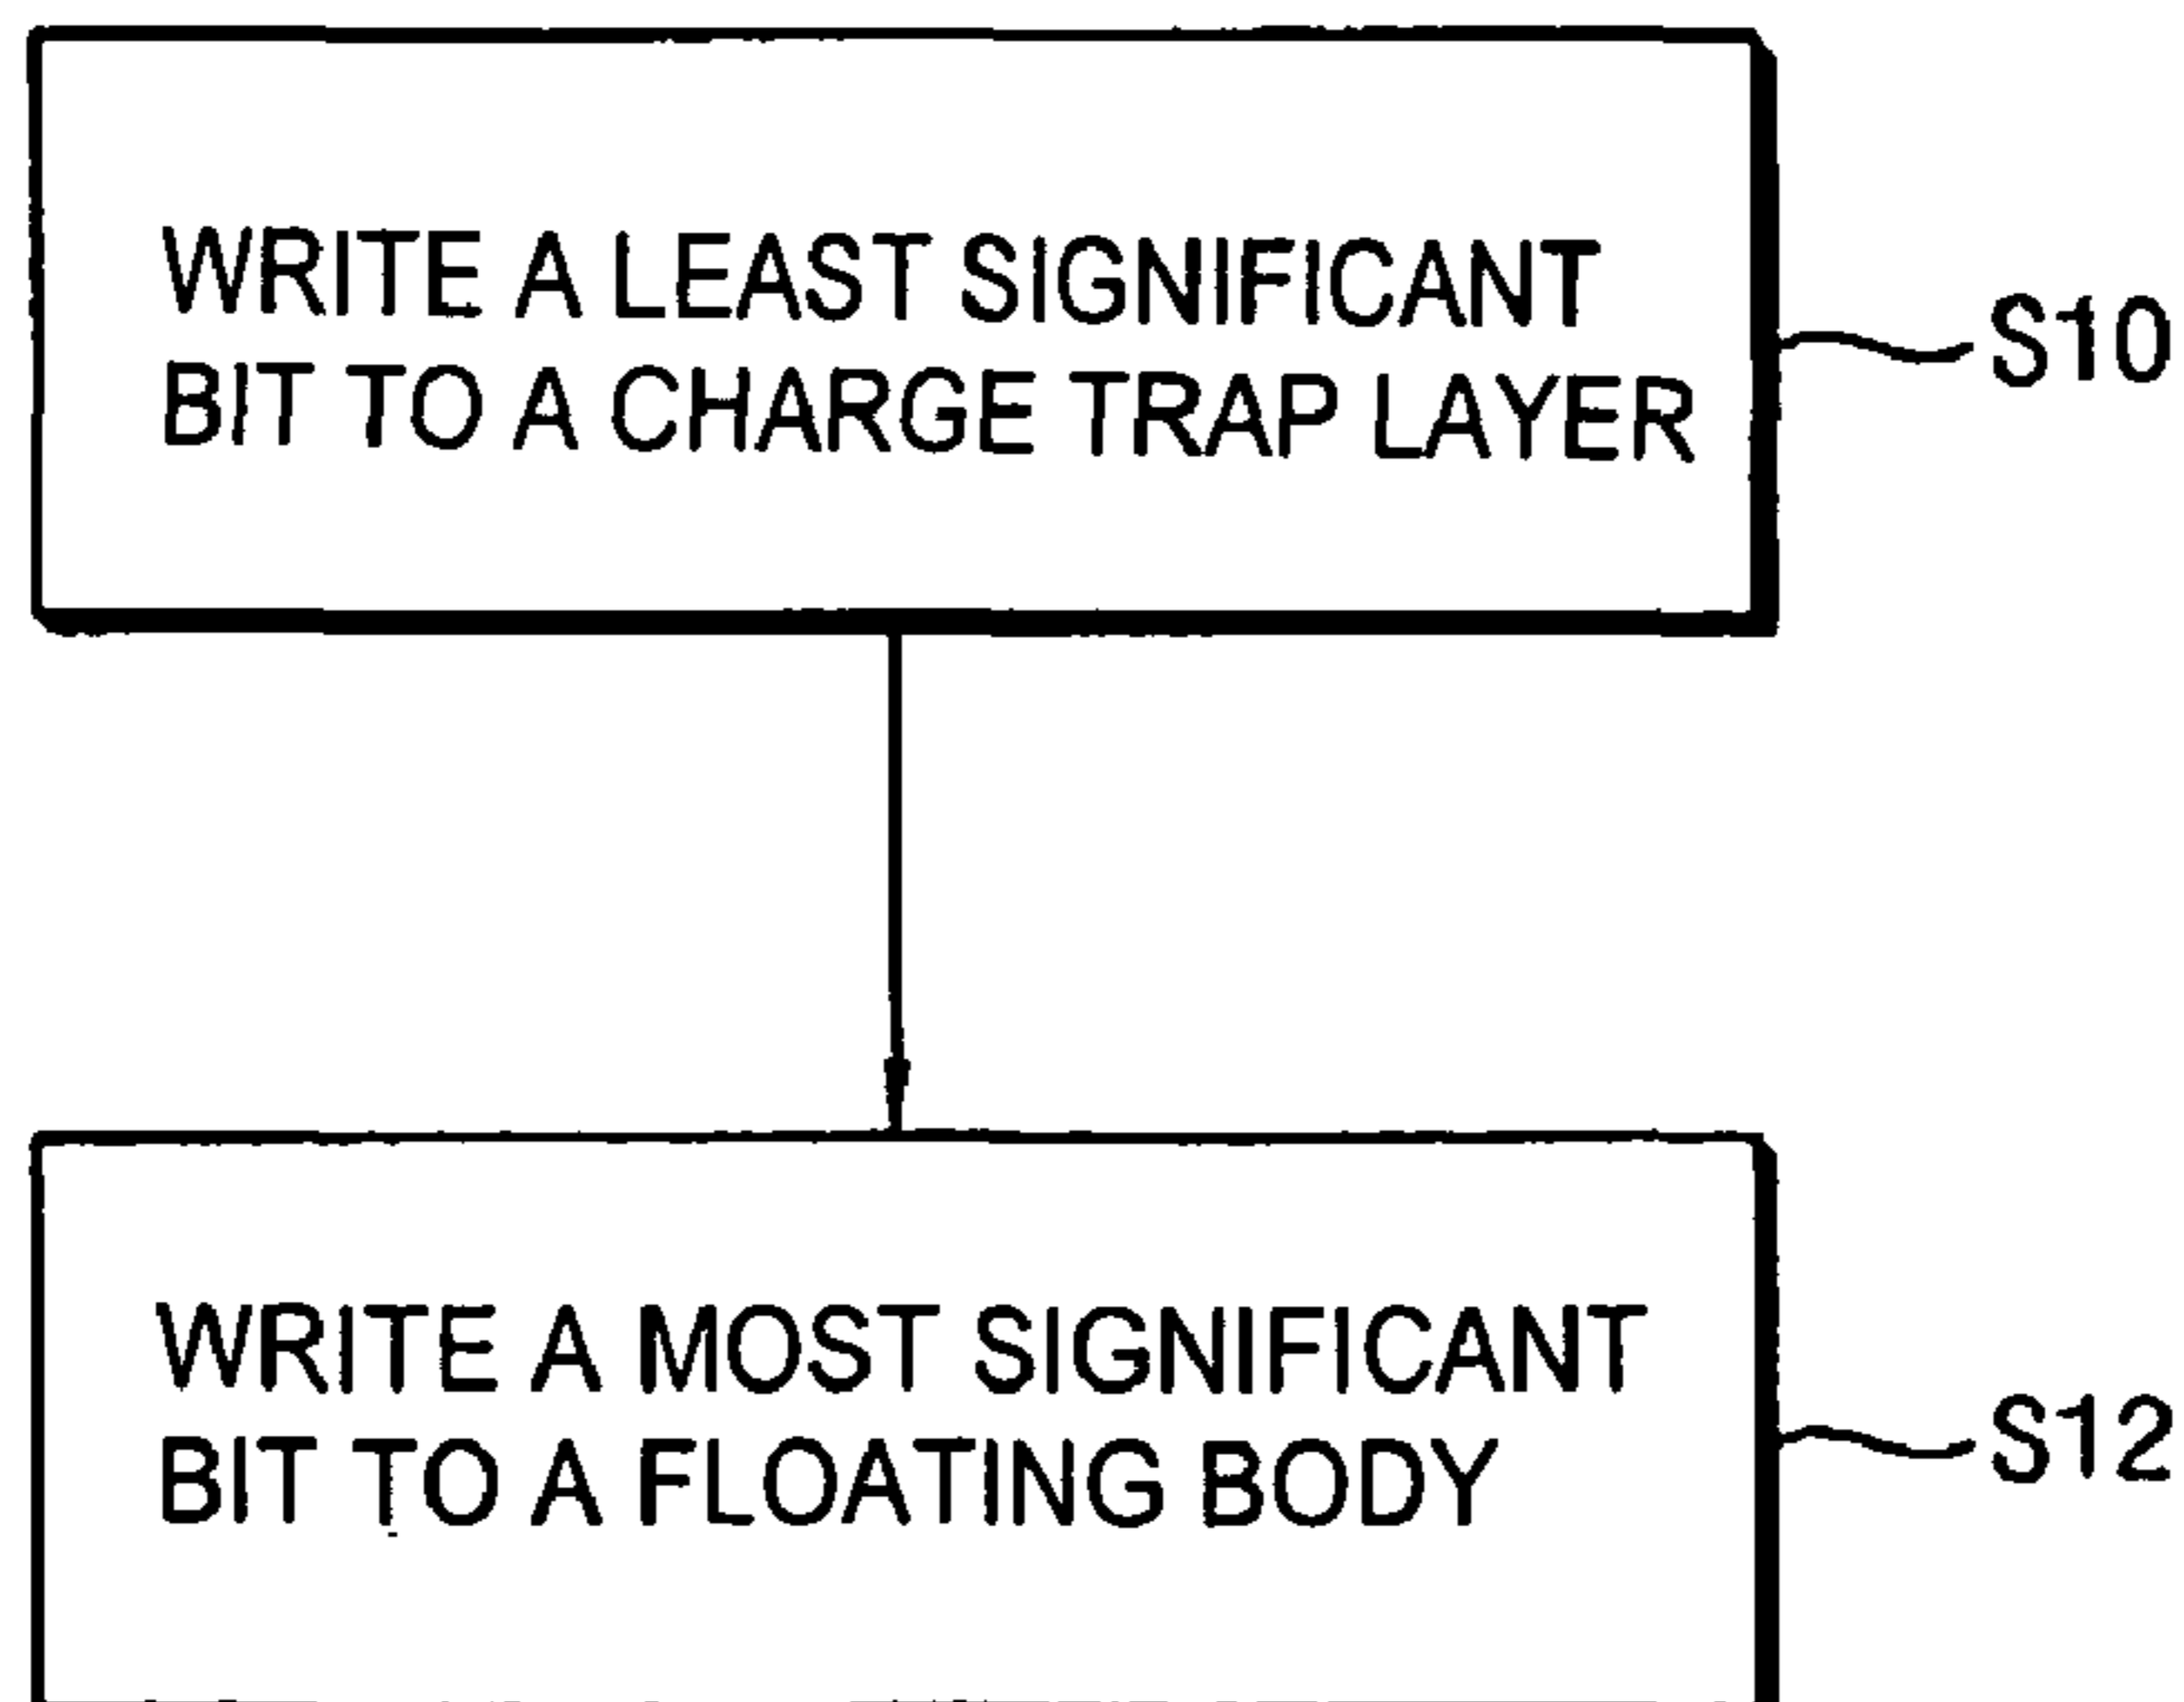 WRITE A LEAST SIGNIFICANT
BIT TO A CHARGE TRAP LAYER
S10
WRITE A MOST SIGNIFICANT
BIT TO A FLOATING BODY
S12